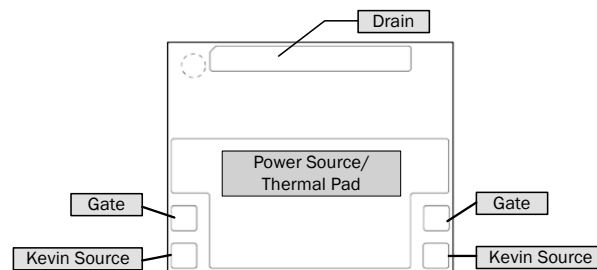 Drain
Power Source/
Thermal Pad
Gate
Gate
Kevin Source
Kevin Source